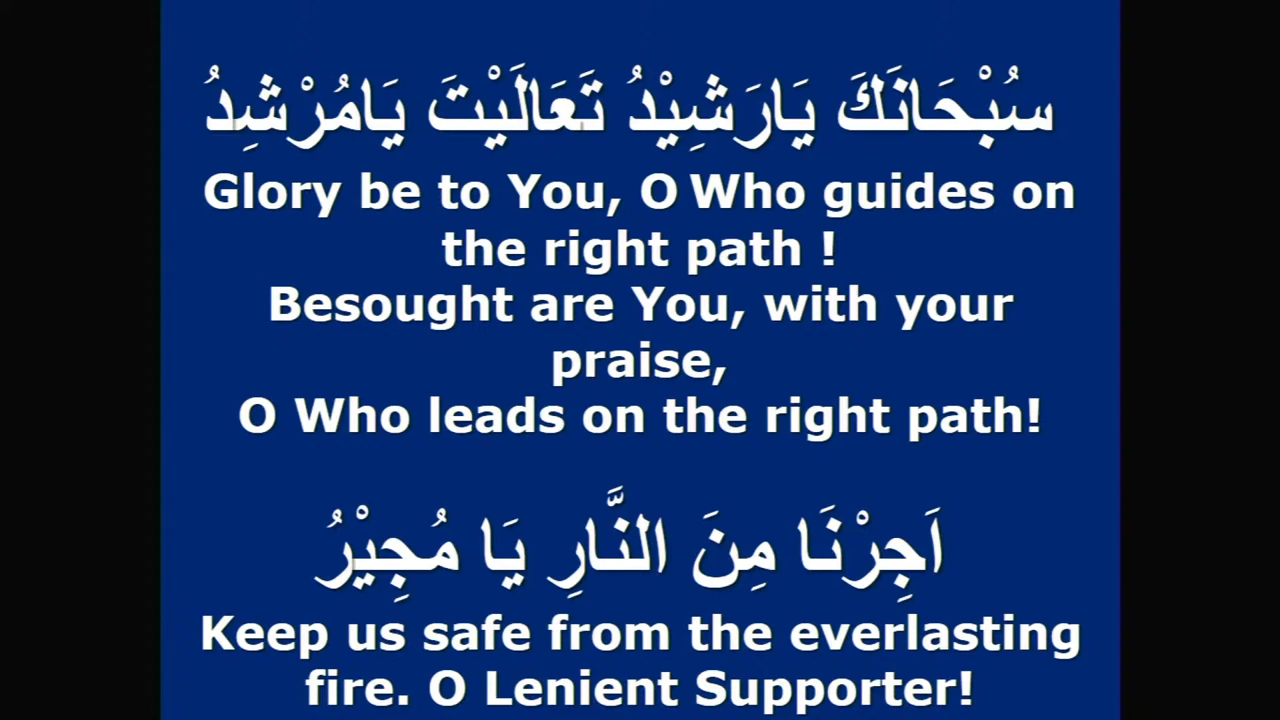 سُبْحَانَكَ يَارَشِيْدُ تَعَالَيْتَ يَامُرْشِدُ
Glory be to You, O Who guides on
the right path !
Besought are You, with your
praise,
O Who leads on the right path!
اَجِرْنَا مِنَ النَّارِ يَا مُجِيْرُ
Keep us safe from the everlasting
fire. O Lenient Supporter!